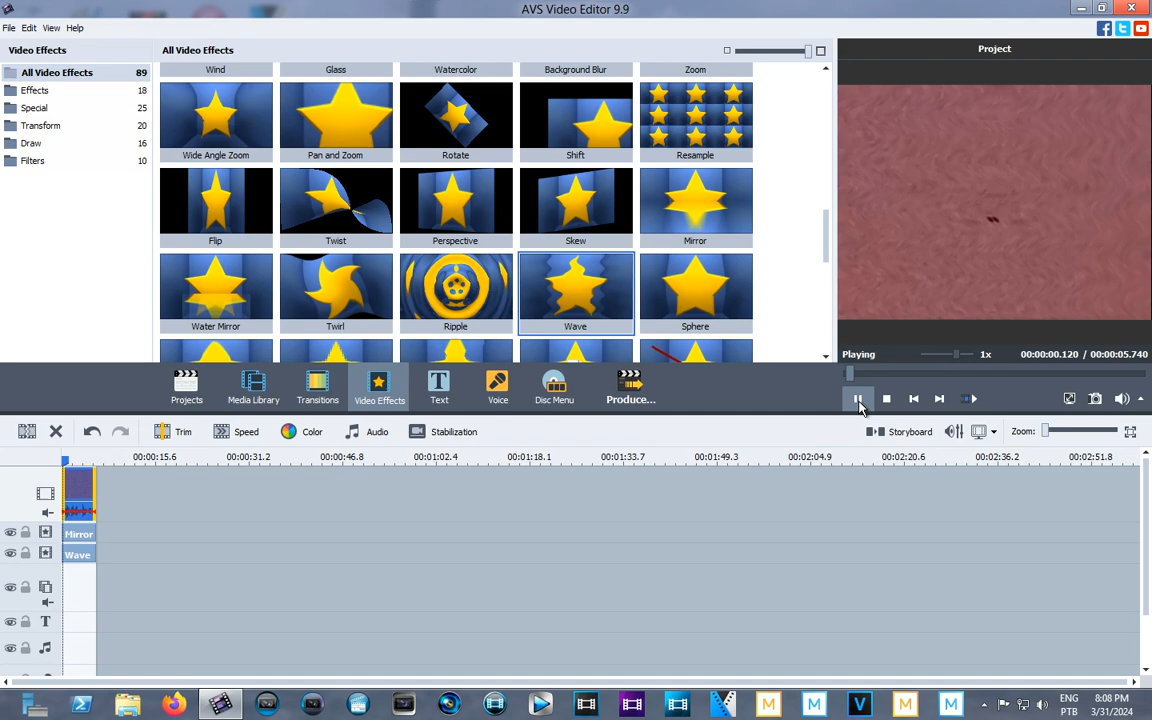 AVS Video Editor 9.9
File Edit View Help
Video Effects
All Video Effects
Project
All Video Effects 89
Effects 18
Special 25
Transform 20
Draw 16
Filters 10
Wind Glass Watercolor Background Blur Zoom
Wide Angle Zoom Pan and Zoom Rotate Shift Resample
Flip Twist Perspective Skew Mirror
Water Mirror Twirl Ripple Wave Sphere
Playing 1x 00:00:00.120 / 00:00:05.740
Projects Media Library Transitions Video Effects Text Voice Disc Menu Produce...
Trim Speed Color Audio Stabilization Storyboard Zoom:
00:00:15.6 00:00:31.2 00:00:46.8 00:01:02.4 00:01:18.1 00:01:33.7 00:01:49.3 00:02:04.9 00:02:20.6 00:02:36.2 00:02:51.8
Mirror
Wave
T
ENG 8:08 PM
PTB 3/31/2024